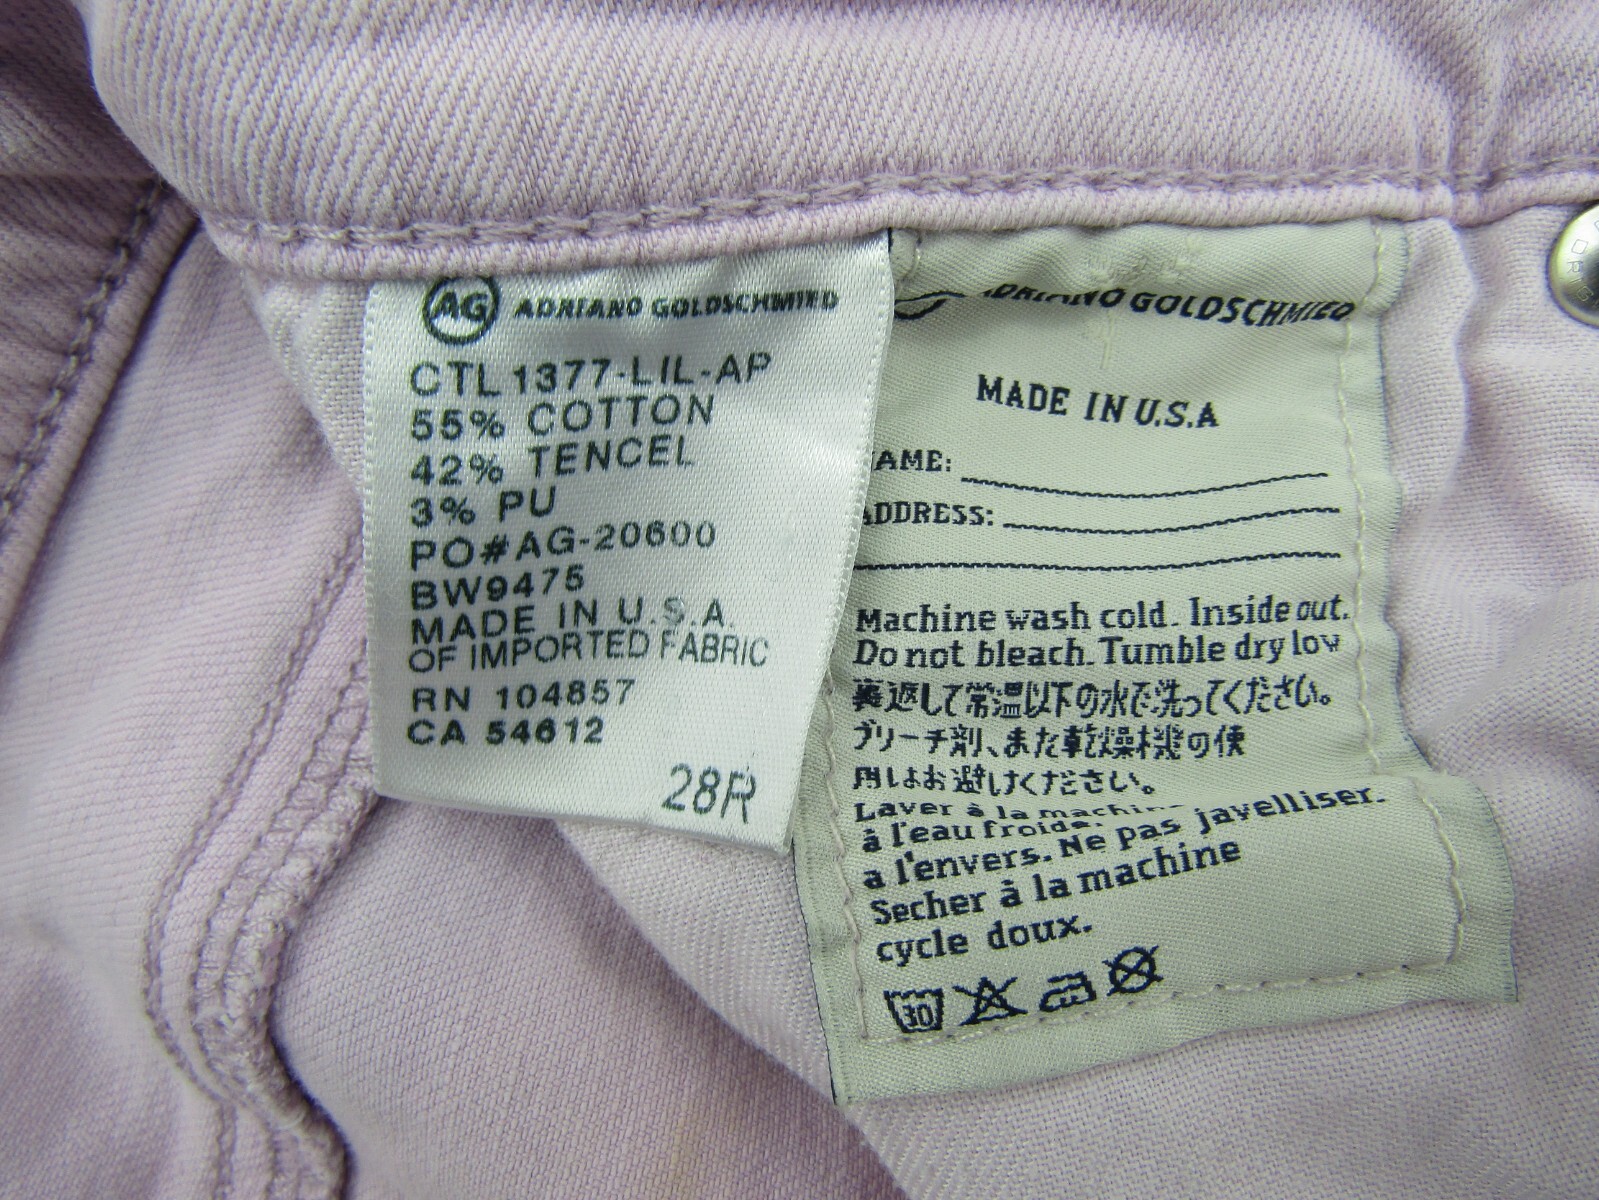 AG ADRIANO GOLDSCHMIED
CTL 1377-LIL-AP
55% COTTON
42% TENCEL
3% PU
PO#AG-20600
BW9475
MADE IN U.S.A.
OF IMPORTED FABRIC
RN 104857
CA 54612
28R
ADRIANO GOLDSCHMIED
MADE IN U.S.A
AME:
ADDRESS:
Machine wash cold. Inside out.
Do not bleach. Tumble dry low
裏返して常温以下の水で洗ってください。
ブリーチ剤、また乾燥機の使
用はお避けください。
Laver à la machine
à l'eau froide.
a l'envers. Ne pas javelliser.
Secher à la machine
cycle doux.
30